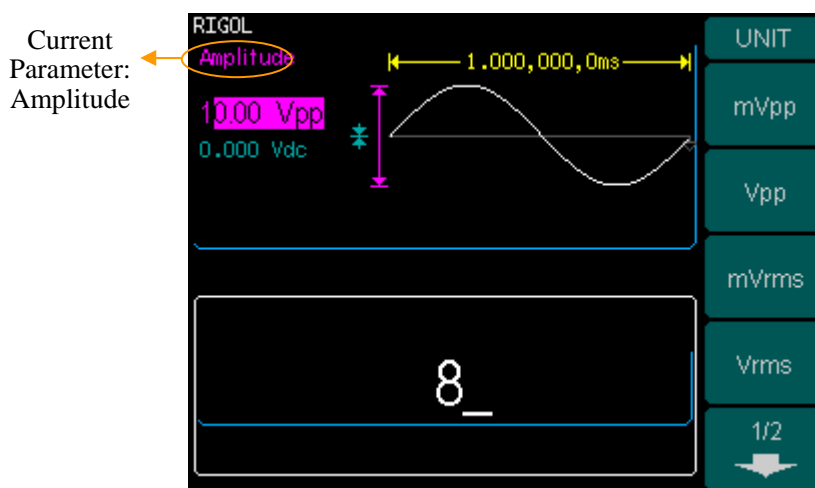 Current
Parameter:
Amplitude
RIGOL
Amplitude
1.000,000,0ms
10.00 Vpp
0.000 Vdc
8_
UNIT
mVpp
Vpp
mVrms
Vrms
1/2